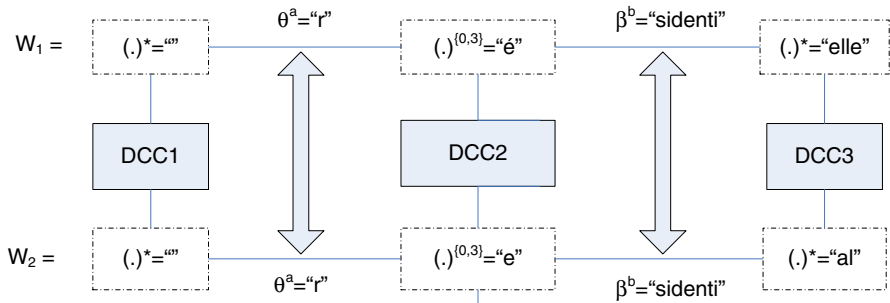 θᵃ=“r” βᵇ=“sidenti”
W₁ = (.)*=“” (.){0,3}=“é” (.)*=“elle”
DCC1 DCC2 DCC3
W₂ = (.)*=“” (.){0,3}=“e” (.)*=“al”
θᵃ=“r” βᵇ=“sidenti”